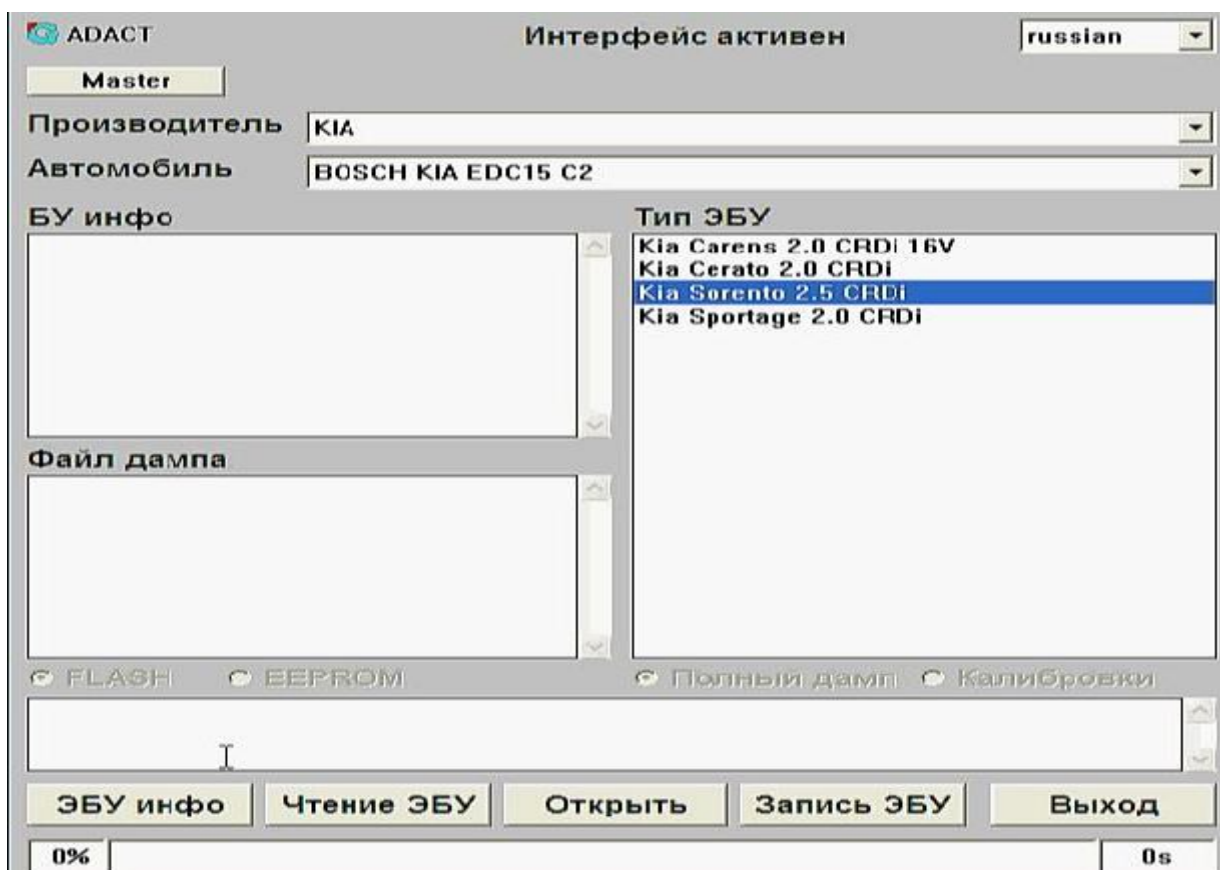 ADACT Интерфейс активен russian
Master
Производитель KIA
Автомобиль BOSCH KIA EDC15 C2
БУ инфо
Тип ЭБУ
Kia Carens 2.0 CRDi 16V
Kia Cerato 2.0 CRDi
Kia Sorento 2.5 CRDi
Kia Sportage 2.0 CRDi
Файл дампа
FLASH EEPROM Полный дамп Калибровки
ЭБУ инфо Чтение ЭБУ Открыть Запись ЭБУ Выход
0% 0s